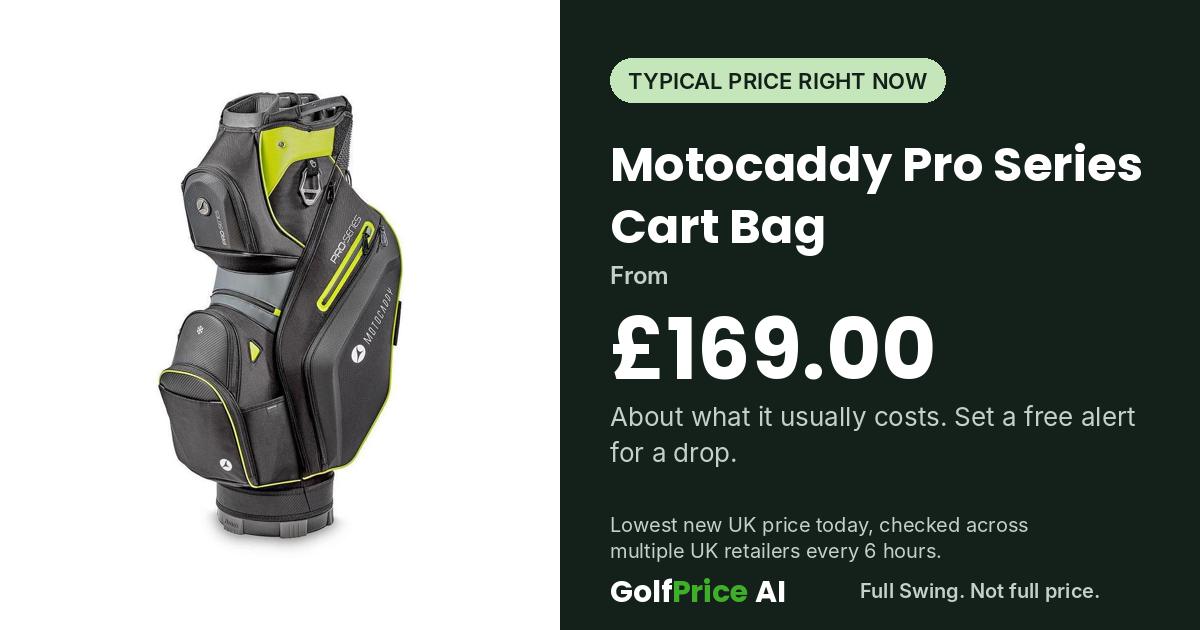 TYPICAL PRICE RIGHT NOW
Motocaddy Pro Series
Cart Bag
From
£169.00
About what it usually costs. Set a free alert
for a drop.
Lowest new UK price today, checked across
multiple UK retailers every 6 hours.
GolfPrice AI
Full Swing. Not full price.
PRO-SERIES
PRO-SERIES
MOTOCADDY